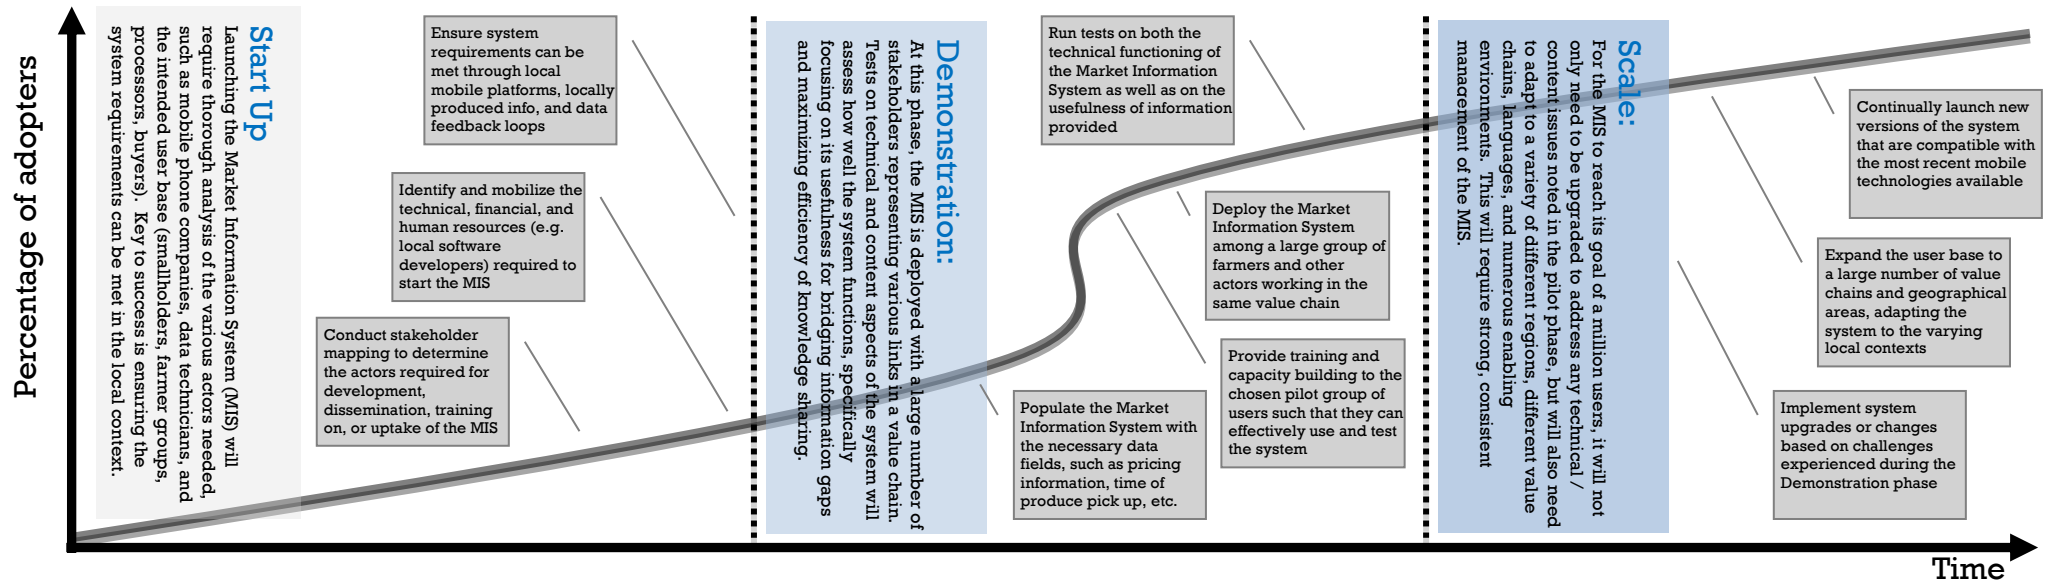 Percentage of adopters
Start Up
Launching the Market Information System (MIS) will
require thorough analysis of the various actors needed,
such as mobile phone companies, data technicians, and
the intended user base (smallholders, farmer groups,
processors, buyers).  Key to success is ensuring the
system requirements can be met in the local context.
Ensure system
requirements can be
met through local
mobile platforms, locally
produced info, and data
feedback loops
Identify and mobilize the
technical, financial, and
human resources (e.g.
local software
developers) required to
start the MIS
Conduct stakeholder
mapping to determine
the actors required for
development,
dissemination, training
on, or uptake of the MIS
Demonstration:
At this phase, the MIS is deployed with a large number of
stakeholders representing various links in a value chain.
Tests on technical and content aspects of the system will
assess how well the system functions, specifically
focusing on its usefulness for bridging information gaps
and maximizing efficiency of knowledge sharing.
Run tests on both the
technical functioning of
the Market Information
System as well as on the
usefulness of information
provided
Deploy the Market
Information System
among a large group of
farmers and other
actors working in the
same value chain
Provide training and
capacity building to the
chosen pilot group of
users such that they can
effectively use and test
the system
Populate the Market
Information System with
the necessary data
fields, such as pricing
information, time of
produce pick up, etc.
Scale:
For the MIS to reach its goal of a million users, it will not
only need to be upgraded to address any technical /
content issues noted in the pilot phase, but will also need
to adapt to a variety of different regions, different value
chains, languages, and numerous enabling
environments.  This will require strong, consistent
management of the MIS.
Continually launch new
versions of the system
that are compatible with
the most recent mobile
technologies available
Expand the user base to
a large number of value
chains and geographical
areas, adapting the
system to the varying
local contexts
Implement system
upgrades or changes
based on challenges
experienced during the
Demonstration phase
Time